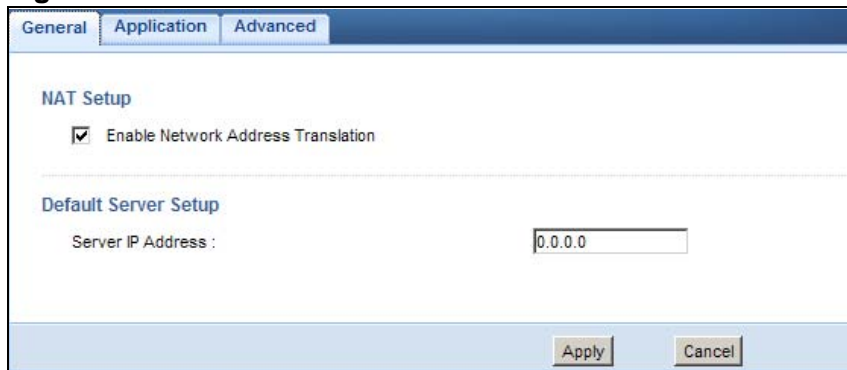 General Application Advanced
NAT Setup
Enable Network Address Translation
Default Server Setup
Server IP Address : 0.0.0.0
Apply Cancel